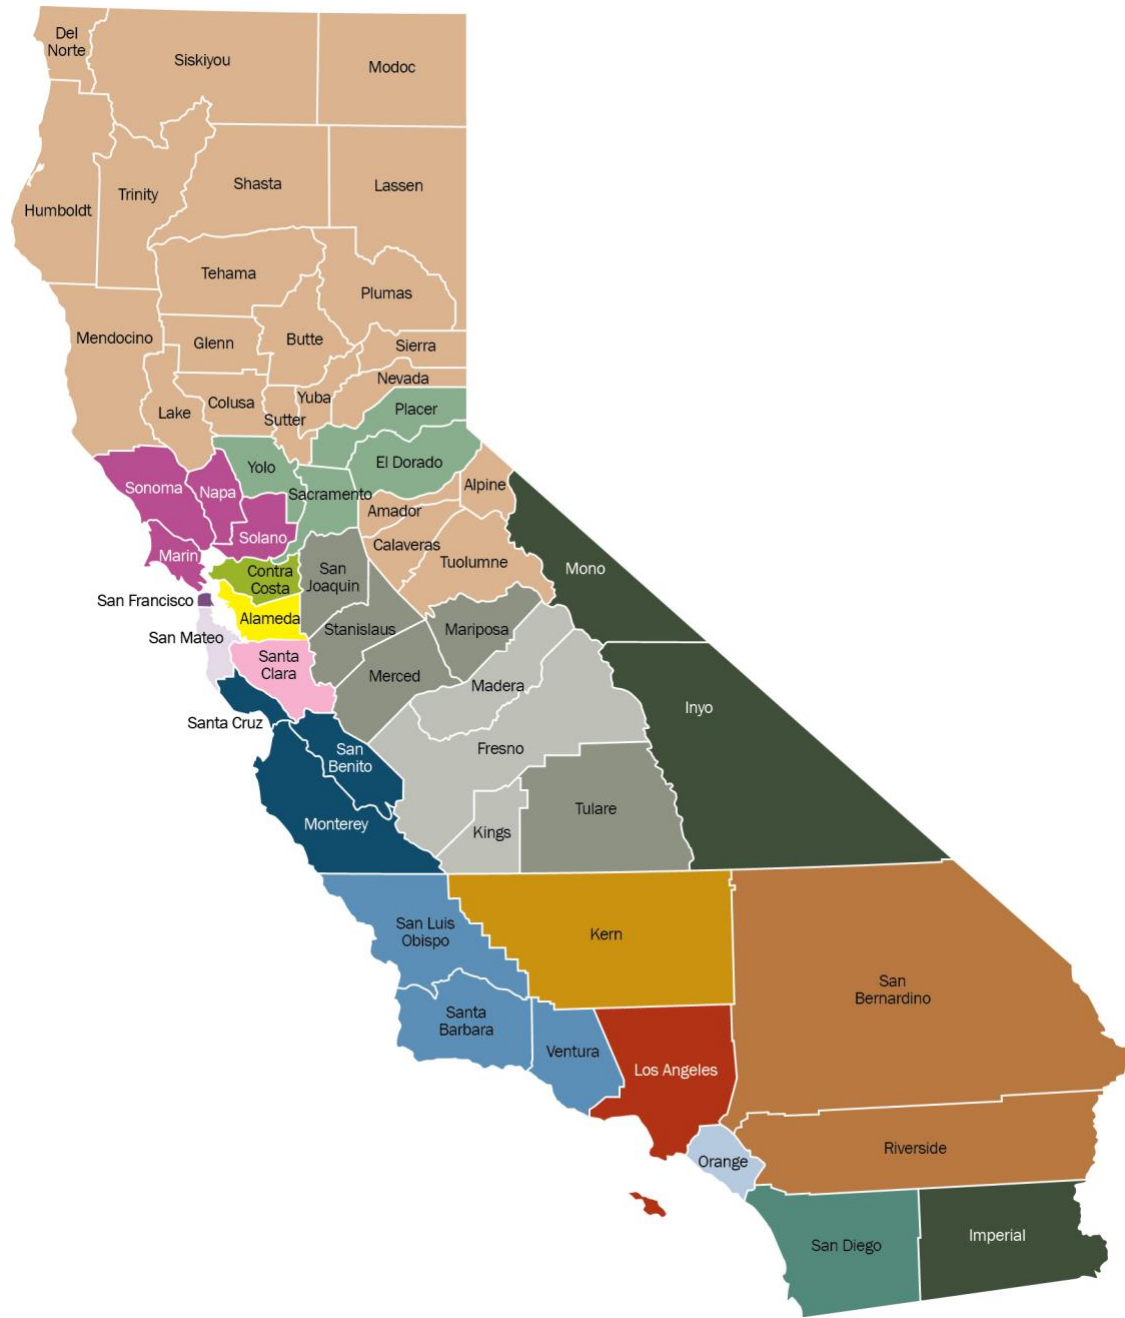 Del
Norte
Siskiyou
Modoc
Humboldt
Trinity
Shasta
Lassen
Tehama
Plumas
Mendocino
Glenn
Butte
Sierra
Nevada
Lake
Colusa
Sutter
Yuba
Placer
El Dorado
Yolo
Sacramento
Sonoma
Napa
Solano
Marin
Amador
Alpine
Calaveras
Tuolumne
Mono
Contra
Costa
San
Joaquin
San Francisco
Alameda
San Mateo
Stanislaus
Mariposa
Santa
Clara
Merced
Madera
Inyo
Santa Cruz
San
Benito
Fresno
Monterey
Kings
Tulare
San Luis
Obispo
Kern
San
Bernardino
Santa
Barbara
Ventura
Los Angeles
Orange
Riverside
San Diego
Imperial